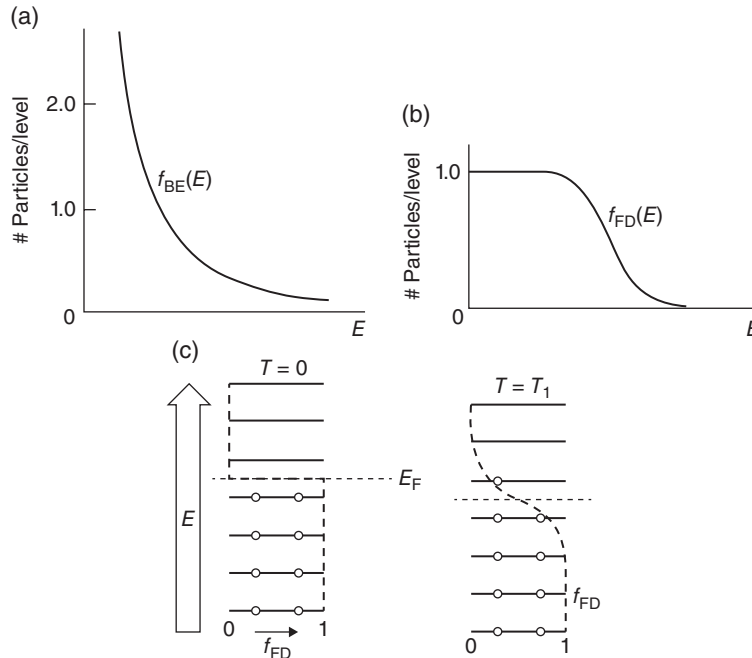 (a)
# Particles/level
2.0
1.0
0
f_BE(E)
E
(b)
# Particles/level
1.0
0
f_FD(E)
E
(c)
T = 0
E
E_F
0
1
f_FD
T = T_1
f_FD
0
1